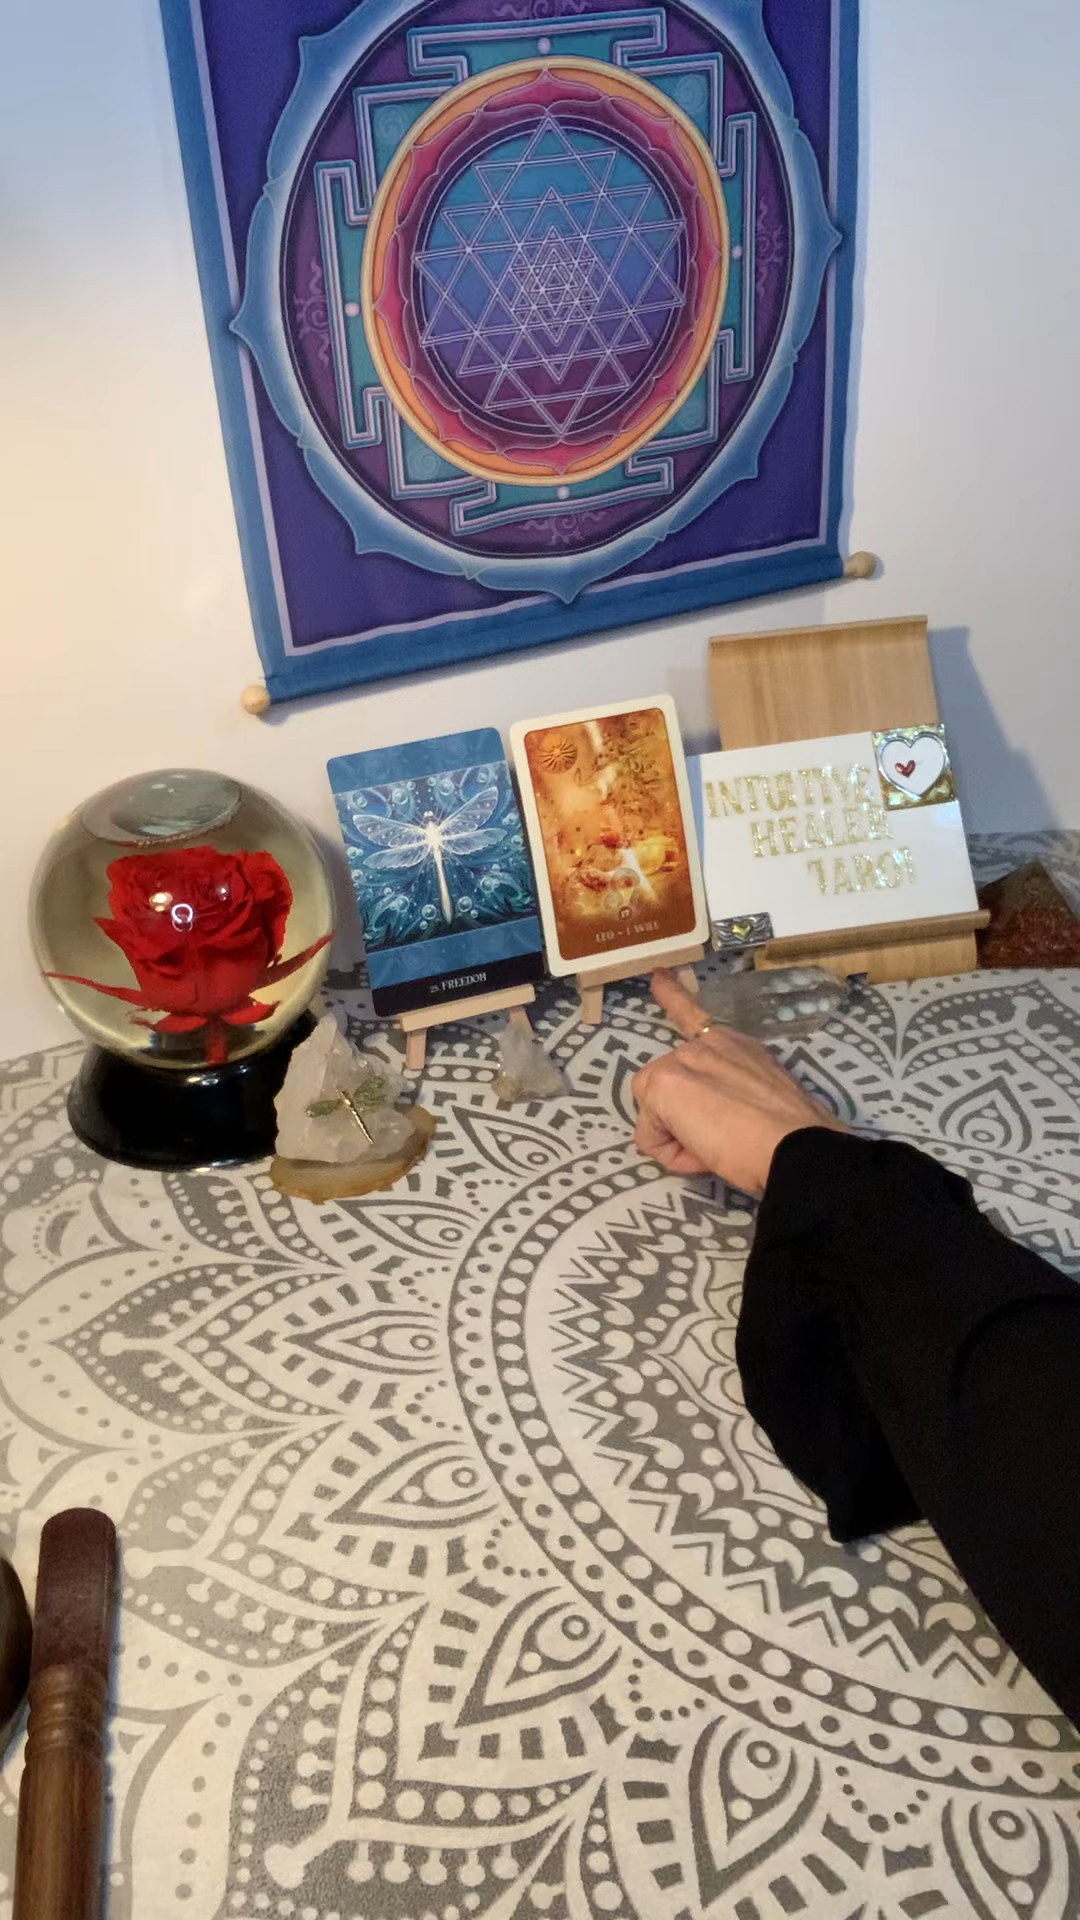 INTUITIVE
HEALER
TAROT
25. FREEDOM
17
LEO ~ I WILL